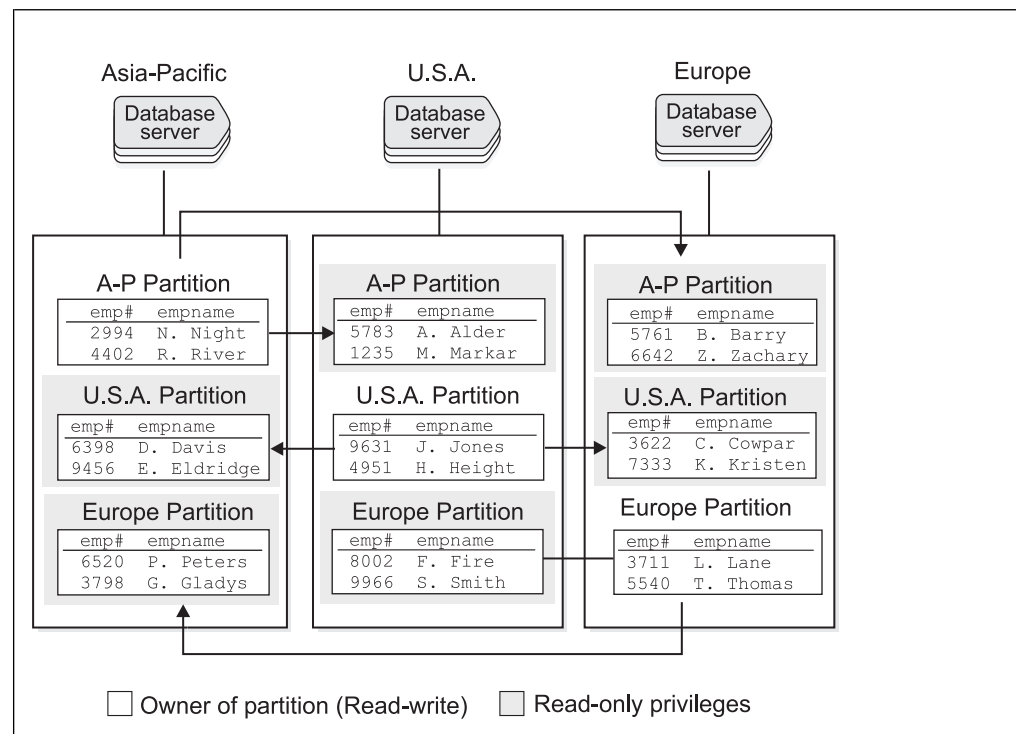 Asia-Pacific
U.S.A.
Europe
Database
server
Database
server
Database
server
A-P Partition
emp# empname
2994 N. Night
4402 R. River
U.S.A. Partition
emp# empname
6398 D. Davis
9456 E. Eldridge
Europe Partition
emp# empname
6520 P. Peters
3798 G. Gladys
A-P Partition
emp# empname
5783 A. Alder
1235 M. Markar
U.S.A. Partition
emp# empname
9631 J. Jones
4951 H. Height
Europe Partition
emp# empname
8002 F. Fire
9966 S. Smith
A-P Partition
emp# empname
5761 B. Barry
6642 Z. Zachary
U.S.A. Partition
emp# empname
3622 C. Cowpar
7333 K. Kristen
Europe Partition
emp# empname
3711 L. Lane
5540 T. Thomas
Owner of partition (Read-write)
Read-only privileges